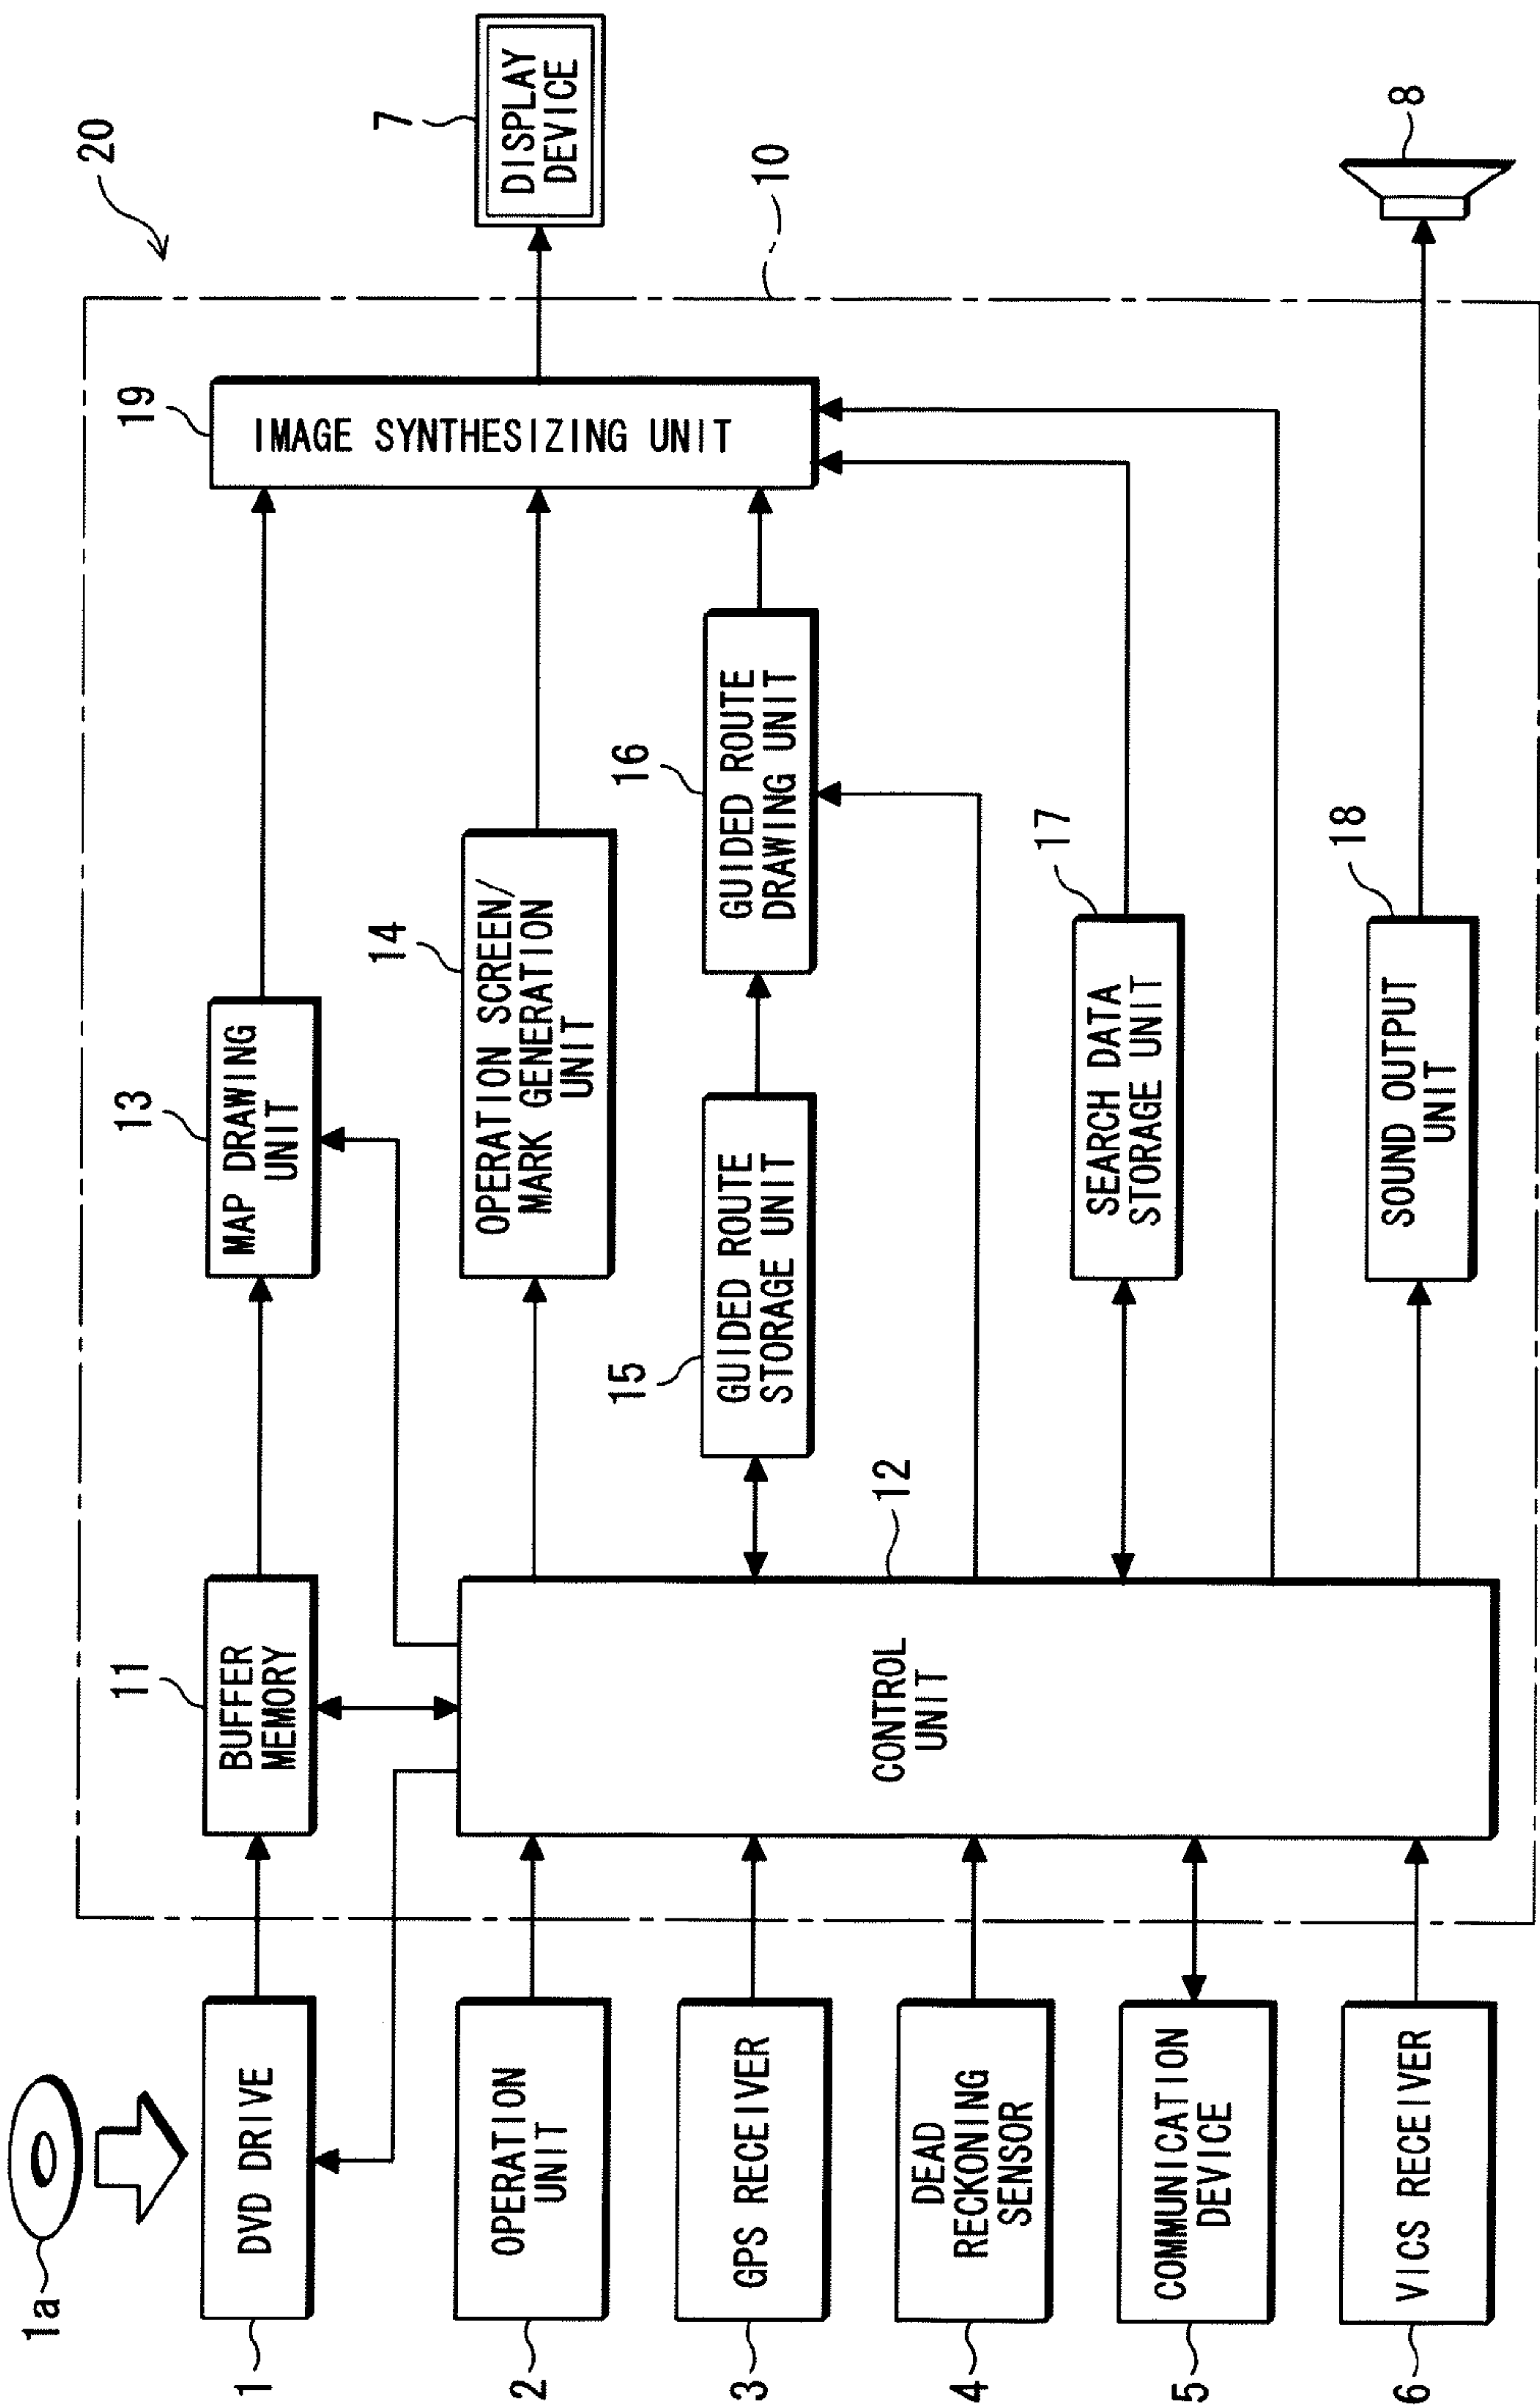 20
1a
1
DVD DRIVE
11
BUFFER
MEMORY
13
MAP DRAWING
UNIT
19
IMAGE SYNTHESIZING UNIT
7
DISPLAY
DEVICE
10
2
OPERATION
UNIT
14
OPERATION SCREEN/
MARK GENERATION
UNIT
3
GPS RECEIVER
15
GUIDED ROUTE
STORAGE UNIT
16
GUIDED ROUTE
DRAWING UNIT
12
CONTROL
UNIT
4
DEAD
RECKONING
SENSOR
5
COMMUNICATION
DEVICE
17
SEARCH DATA
STORAGE UNIT
6
VICS RECEIVER
18
SOUND OUTPUT
UNIT
8